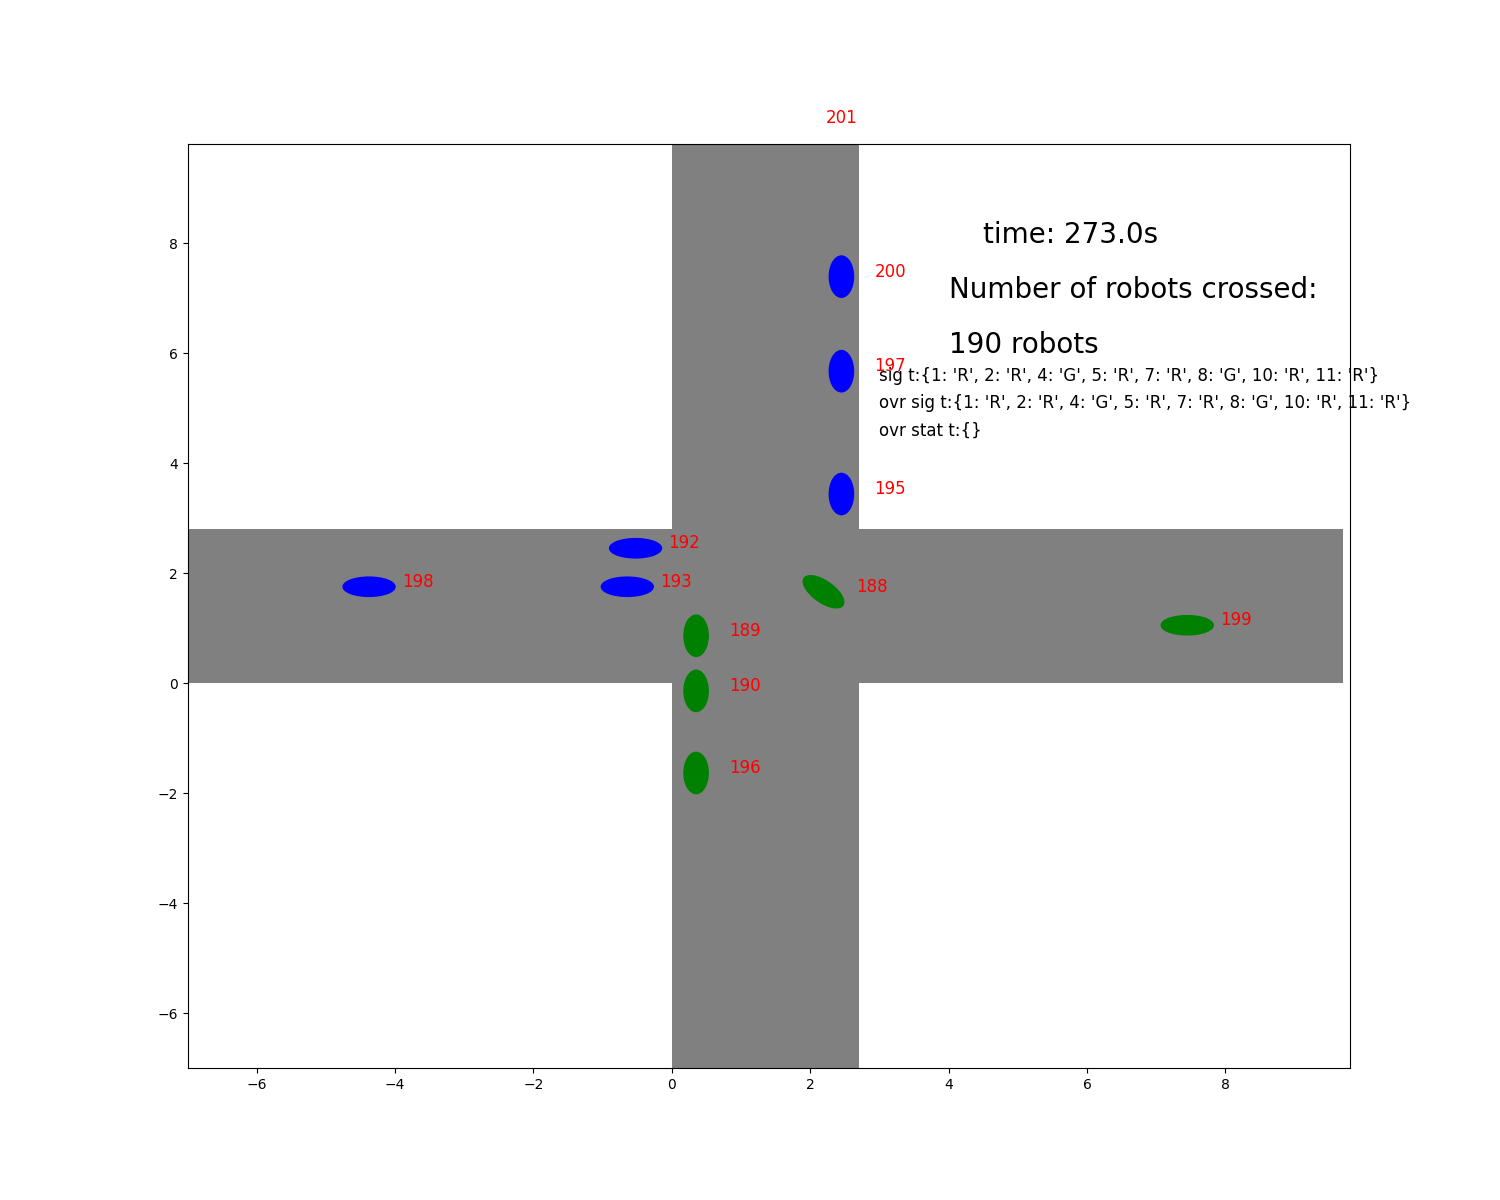 201
200
time: 273.0s
Number of robots crossed:
190 robots
197
sig t:{1: 'R', 2: 'R', 4: 'G', 5: 'R', 7: 'R', 8: 'G', 10: 'R', 11: 'R'}
ovr sig t:{1: 'R', 2: 'R', 4: 'G', 5: 'R', 7: 'R', 8: 'G', 10: 'R', 11: 'R'}
ovr stat t:{}
195
192
198
193
188
199
189
190
196
8
6
4
2
0
−2
−4
−6
−6 −4 −2 0 2 4 6 8